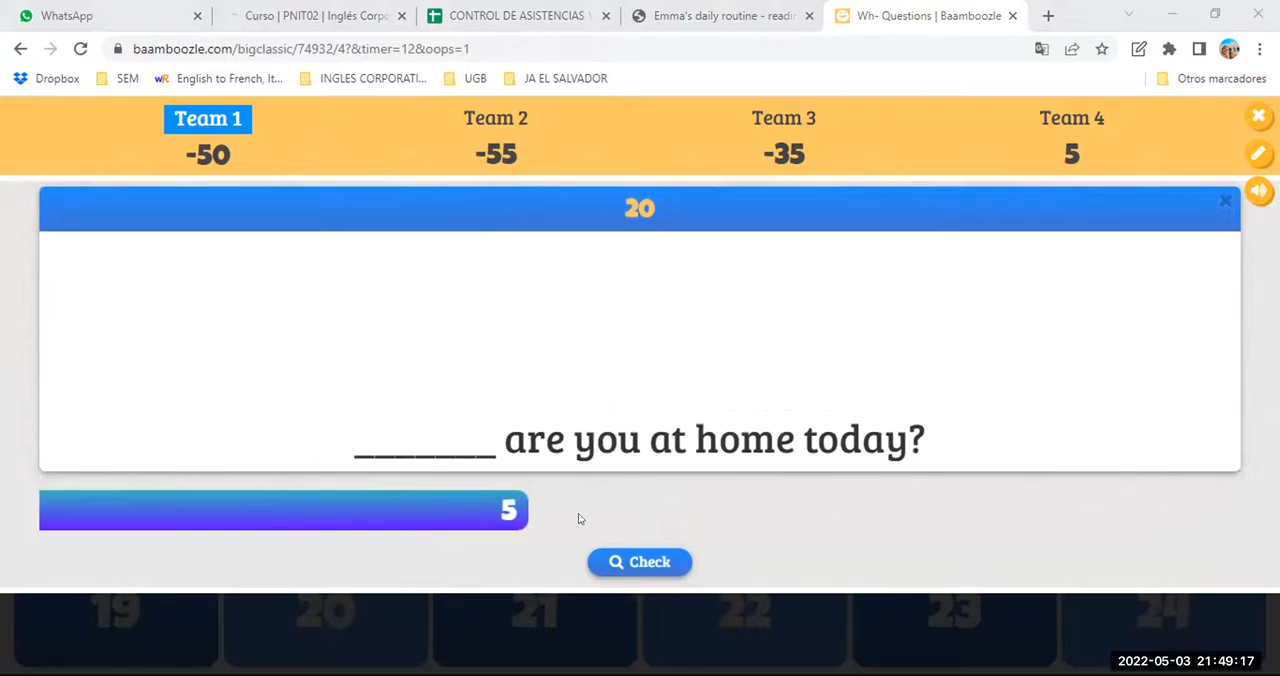 WhatsApp
Curso | PNIT02 | Inglés Corpo
CONTROL DE ASISTENCIAS
Emma's daily routine - readin
Wh- Questions | Baamboozle
baamboozle.com/bigclassic/74932/4?&timer=12&oops=1
Dropbox
SEM
English to French, It...
INGLES CORPORATI...
UGB
JA EL SALVADOR
Otros marcadores
Team 1
Team 2
Team 3
Team 4
-50
-55
-35
5
20
_______ are you at home today?
5
Check
19
20
21
22
23
24
2022-05-03 21:49:17